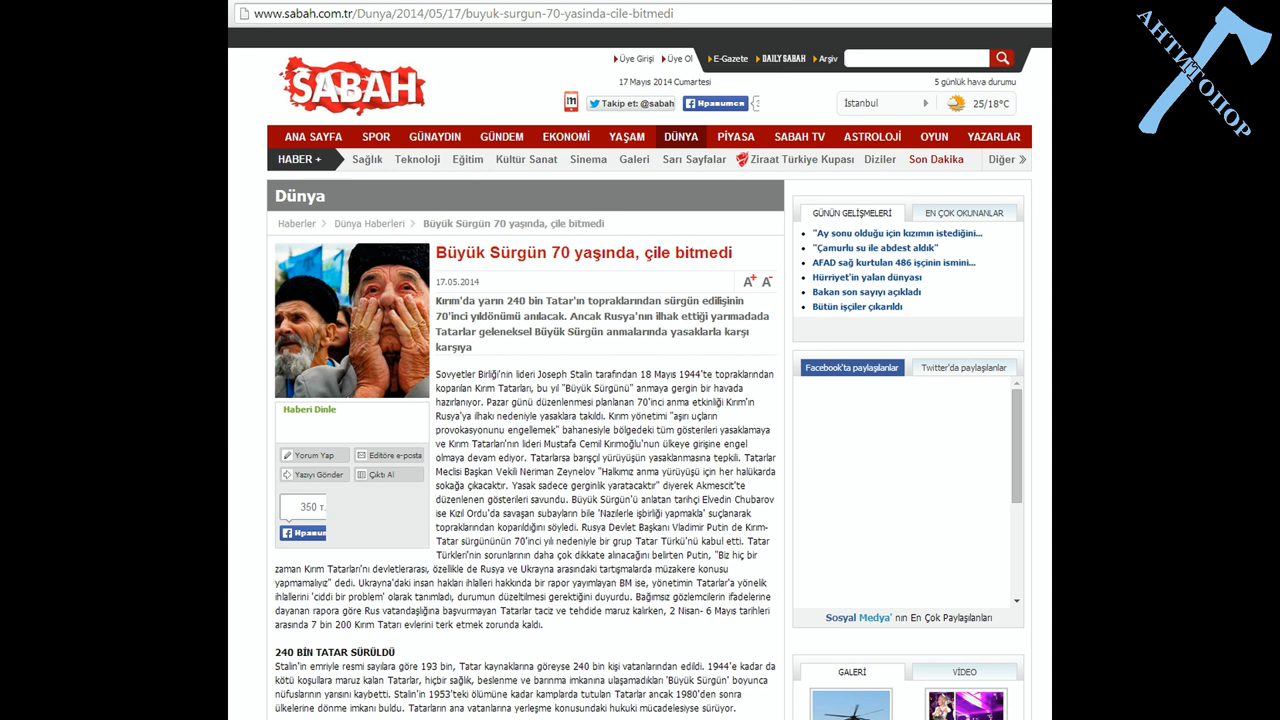 www.sabah.com.tr/Dunya/2014/05/17/buyuk-surgun-70-yasinda-cile-bitmedi
АНТИТОПОР
SABAH
Üye Girişi Üye Ol E-Gazete DAILY SABAH Arşiv
17 Mayıs 2014 Cumartesi
5 günlük hava durumu
m Takip et: @sabah Нравится
İstanbul 25/18°C
ANA SAYFA SPOR GÜNAYDIN GÜNDEM EKONOMİ YAŞAM DÜNYA PİYASA SABAH TV ASTROLOJİ OYUN YAZARLAR
HABER + Sağlık Teknoloji Eğitim Kültür Sanat Sinema Galeri Sarı Sayfalar Ziraat Türkiye Kupası Diziler Son Dakika Diğer
Dünya
Haberler Dünya Haberleri Büyük Sürgün 70 yaşında, çile bitmedi
Büyük Sürgün 70 yaşında, çile bitmedi
17.05.2014 A+ A-
Kırım'da yarın 240 bin Tatar'ın topraklarından sürgün edilişinin
70'inci yıldönümü anılacak. Ancak Rusya'nın ilhak ettiği yarımadada
Tatarlar geleneksel Büyük Sürgün anmalarında yasaklarla karşı
karşıya
Sovyetler Birliği'nin lideri Joseph Stalin tarafından 18 Mayıs 1944'te topraklarından
koparılan Kırım Tatarları, bu yıl "Büyük Sürgünü" anmaya gergin bir havada
hazırlanıyor. Pazar günü düzenlenmesi planlanan 70'inci anma etkinliği Kırım'ın
Rusya'ya ilhakı nedeniyle yasaklara takıldı. Kırım yönetimi "aşırı uçların
provokasyonunu engellemek" bahanesiyle bölgedeki tüm gösterileri yasaklamaya
ve Kırım Tatarları'nın lideri Mustafa Cemil Kırımoğlu'nun ülkeye girişine engel
olmaya devam ediyor. Tatarlarsa barışçıl yürüyüşün yasaklanmasına tepkili. Tatarlar
Meclisi Başkan Vekili Neriman Zeynelov "Halkımız anma yürüyüşü için her halükarda
sokağa çıkacaktır. Yasak sadece gerginlik yaratacaktır" diyerek Akmescit'te
düzenlenen gösterileri savundu. Büyük Sürgün'ü anlatan tarihçi Elvedin Chubarov
ise Kızıl Ordu'da savaşan subayların bile 'Nazilerle işbirliği yapmakla' suçlanarak
topraklarından koparıldığını söyledi. Rusya Devlet Başkanı Vladimir Putin de Kırım-
Tatar sürgününün 70'inci yılı nedeniyle bir grup Tatar Türkü'nü kabul etti. Tatar
Türkleri'nin sorunlarının daha çok dikkate alınacağını belirten Putin, "Biz hiç bir
zaman Kırım Tatarları'nı devletlerarası, özellikle de Rusya ve Ukrayna arasındaki tartışmalarda müzakere konusu
yapmamalıyız" dedi. Ukrayna'daki insan hakları ihlalleri hakkında bir rapor yayımlayan BM ise, yönetimin Tatarlar'a yönelik
ihlallerini 'ciddi bir problem' olarak tanımladı, durumun düzeltilmesi gerektiğini duyurdu. Bağımsız gözlemcilerin ifadelerine
dayanan rapora göre Rus vatandaşlığına başvurmayan Tatarlar taciz ve tehdide maruz kalırken, 2 Nisan- 6 Mayıs tarihleri
arasında 7 bin 200 Kırım Tatarı evlerini terk etmek zorunda kaldı.
240 BİN TATAR SÜRÜLDÜ
Stalin'in emriyle resmi sayılara göre 193 bin, Tatar kaynaklarına göreyse 240 bin kişi vatanlarından edildi. 1944'e kadar da
kötü koşullara maruz kalan Tatarlar, hiçbir sağlık, beslenme ve barınma imkanına ulaşamadıkları 'Büyük Sürgün' boyunca
nüfuslarının yarısını kaybetti. Stalin'in 1953'teki ölümüne kadar kamplarda tutulan Tatarlar ancak 1980'den sonra
ülkelerine dönme imkanı buldu. Tatarların ana vatanlarına yerleşme konusundaki hukuki mücadelesiyse sürüyor.
Haberi Dinle
Yorum Yap Editöre e-posta
Yazıyı Gönder Çıktı Al
350 т.
GÜNÜN GELİŞMELERİ EN ÇOK OKUNANLAR
"Ay sonu olduğu için kızımın istediğini...
"Çamurlu su ile abdest aldık"
AFAD sağ kurtulan 486 işçinin ismini...
Hürriyet'in yalan dünyası
Bakan son sayıyı açıkladı
Bütün işçiler çıkarıldı
Facebook'ta paylaşılanlar Twitter'da paylaşılanlar
Sosyal Medya' nın En Çok Paylaşılanları
GALERİ VİDEO